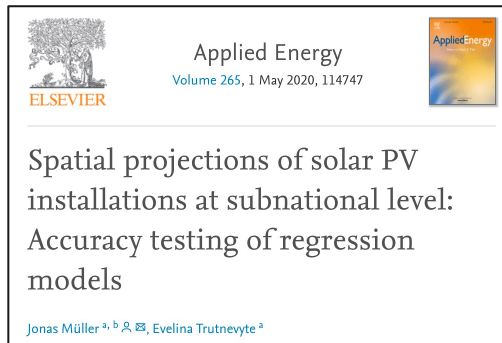 ELSEVIER
Applied Energy
Volume 265, 1 May 2020, 114747
AppliedEnergy
Spatial projections of solar PV
installations at subnational level:
Accuracy testing of regression
models
Jonas Müller a, b, Evelina Trutnevyte a